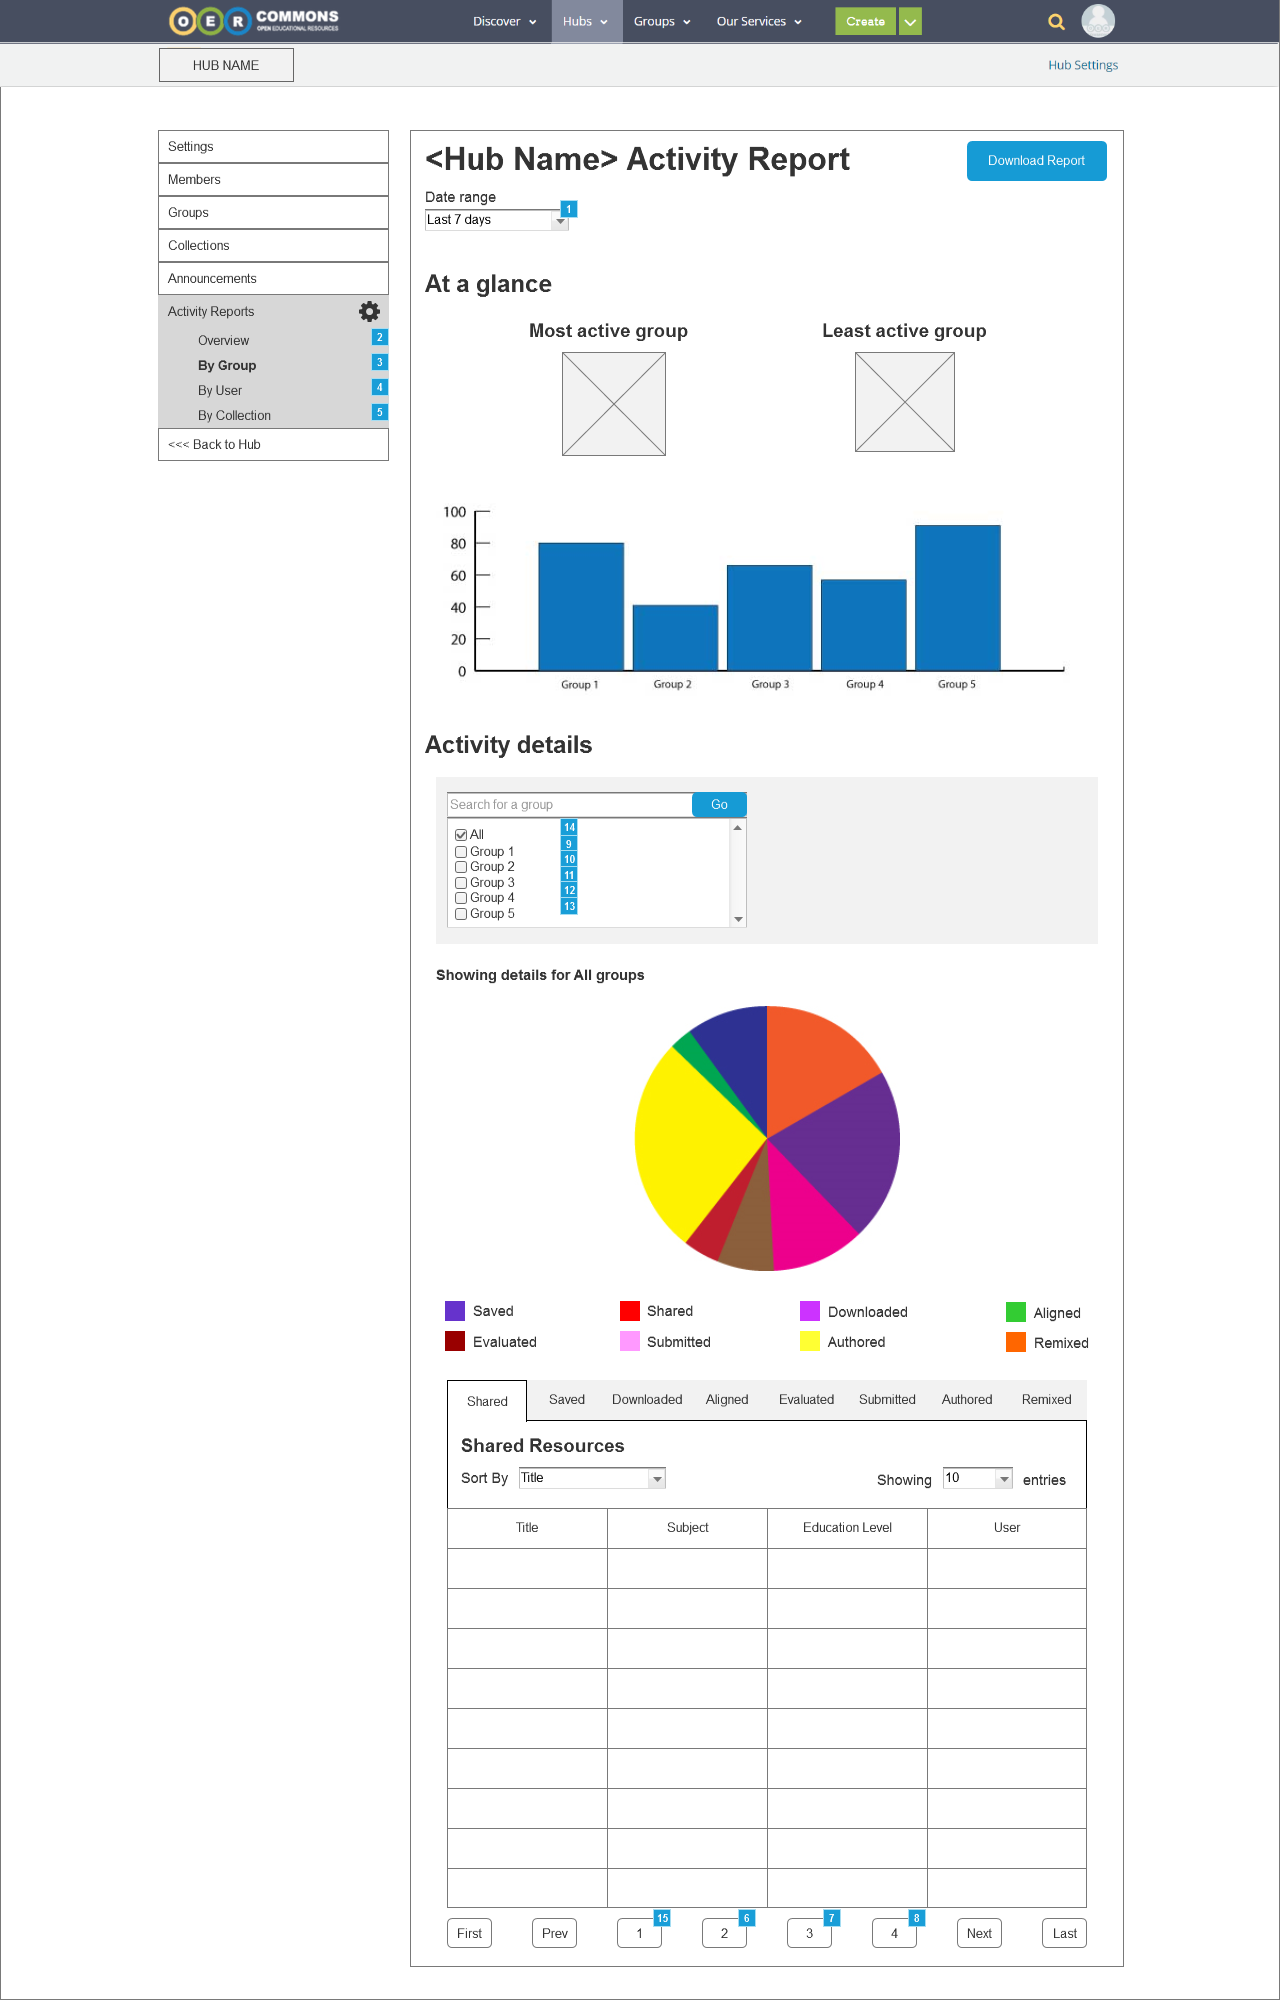 OER COMMONS
OPEN EDUCATIONAL RESOURCES
Discover Hubs Groups Our Services Create
HUB NAME
Hub Settings
Settings
Members
Groups
Collections
Announcements
Activity Reports
Overview 2
By Group 3
By User 4
By Collection 5
<<< Back to Hub
<Hub Name> Activity Report
Download Report
Date range
1
Last 7 days
At a glance
Most active group Least active group
100
80
60
40
20
0
Group 1 Group 2 Group 3 Group 4 Group 5
Activity details
Search for a group Go
All 14
Group 1 9
Group 2 10
Group 3 11
Group 4 12
Group 5 13
Showing details for All groups
Saved Shared Downloaded Aligned
Evaluated Submitted Authored Remixed
Shared Saved Downloaded Aligned Evaluated Submitted Authored Remixed
Shared Resources
Sort By Title Showing 10 entries
Title Subject Education Level User
15 6 7 8
First Prev 1 2 3 4 Next Last